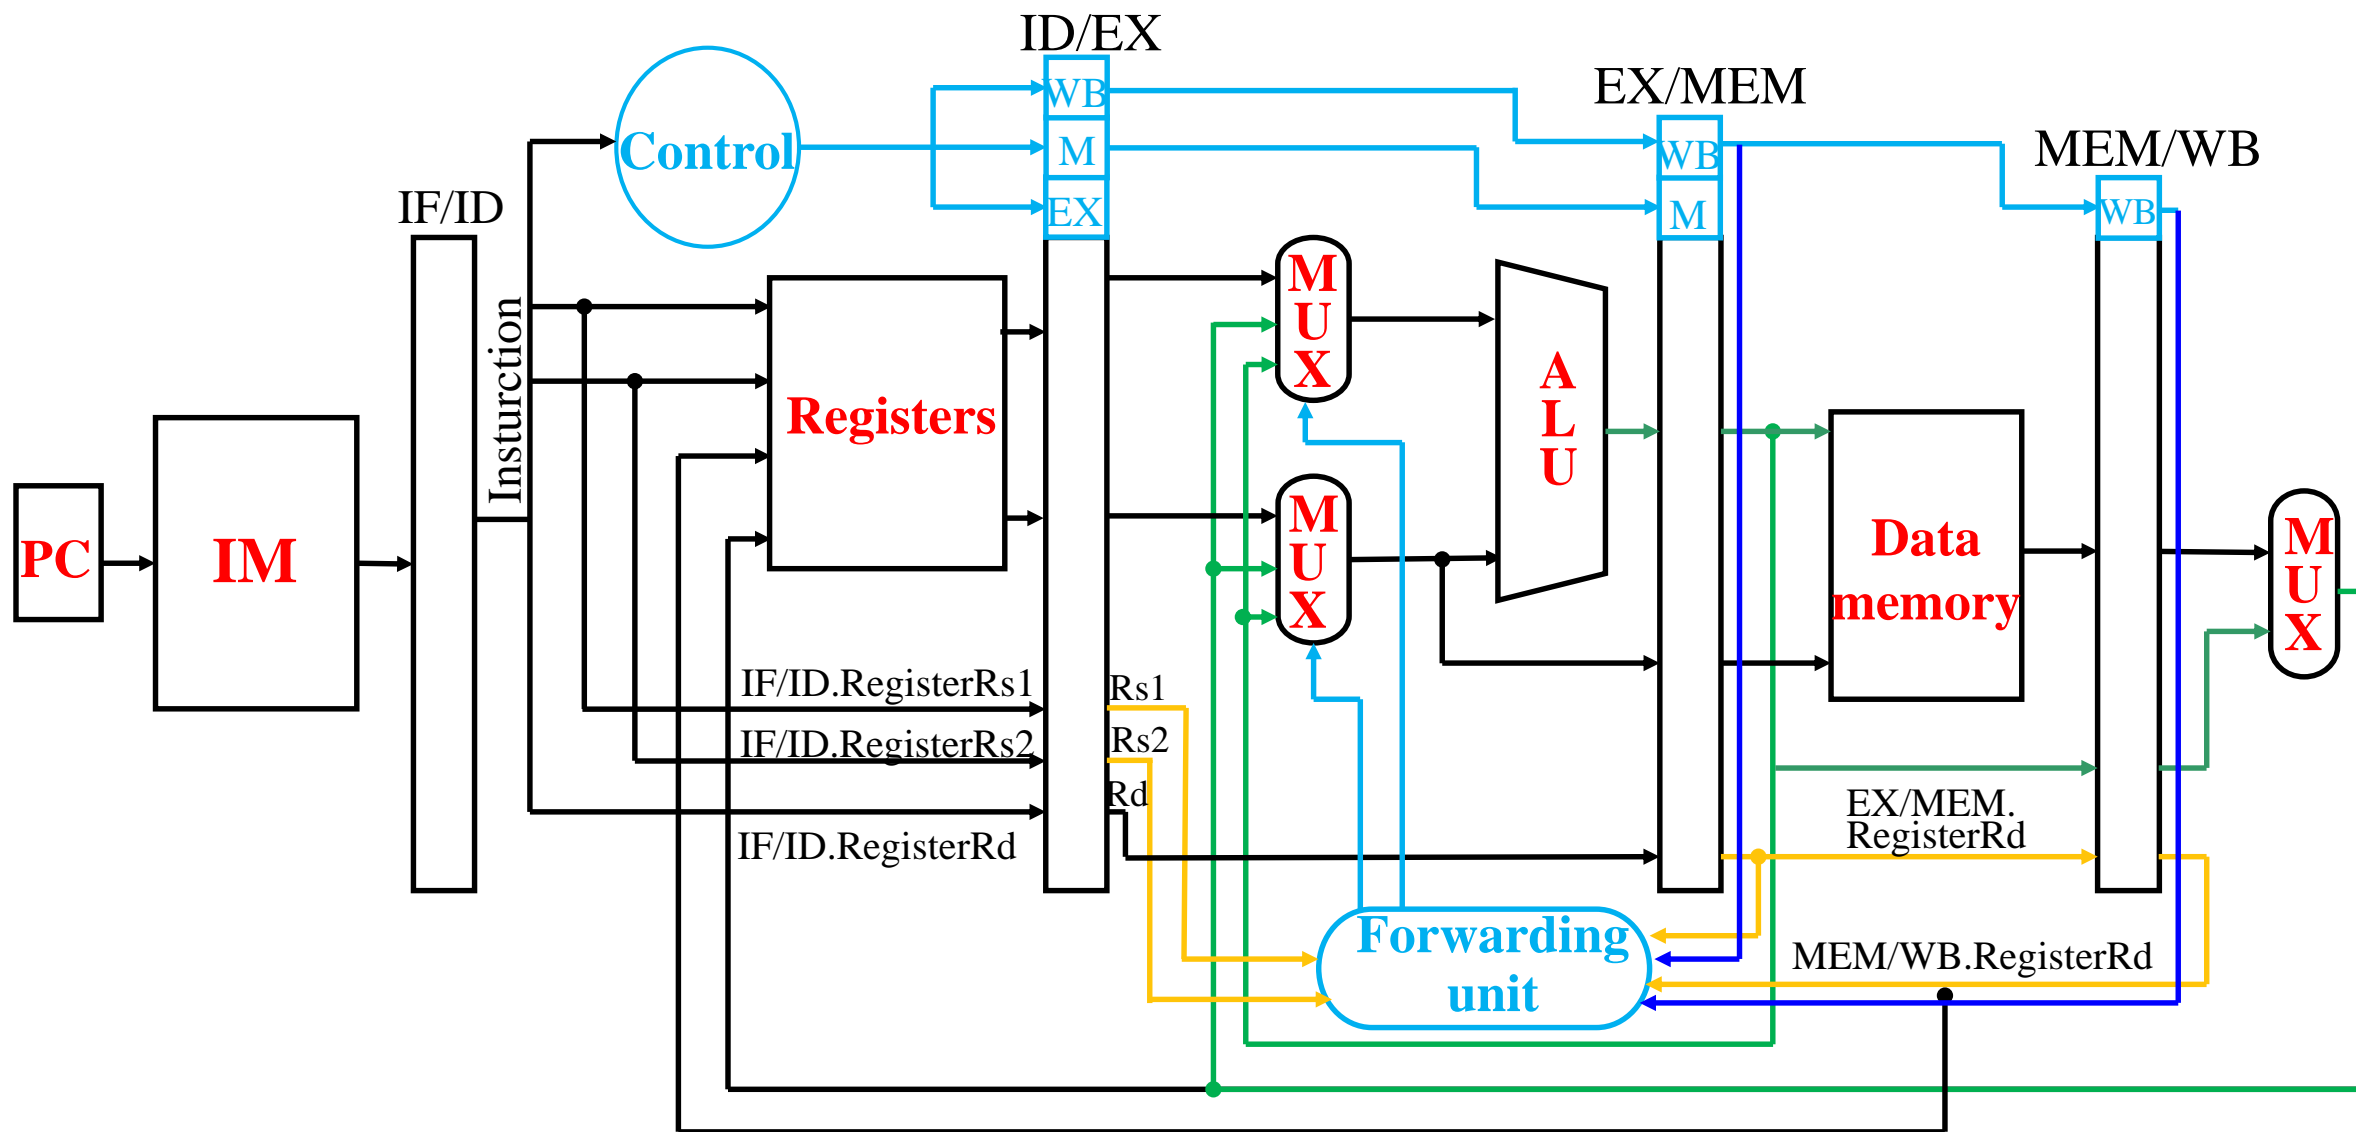 ID/EX
EX/MEM
MEM/WB
IF/ID
WB
M
EX
WB
M
WB
Control
Insturction
Registers
PC
IM
M
U
X
M
U
X
A
L
U
Data
memory
M
U
X
IF/ID.RegisterRs1
IF/ID.RegisterRs2
IF/ID.RegisterRd
Rs1
Rs2
Rd
EX/MEM.
RegisterRd
Forwarding
unit
MEM/WB.RegisterRd